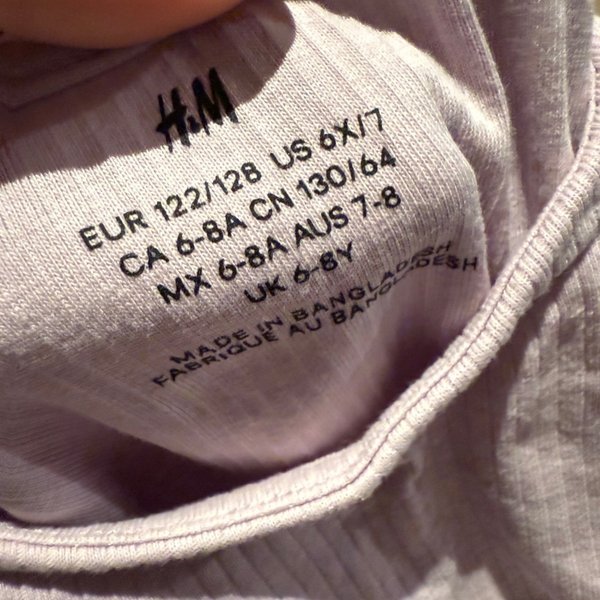 H&M
EUR 122/128 US 6X/7
CA 6-8A CN 130/64
MX 6-8A AUS 7-8
UK 6-8Y
MADE IN BANGLADESH
FABRIQUE AU BANGLADESH